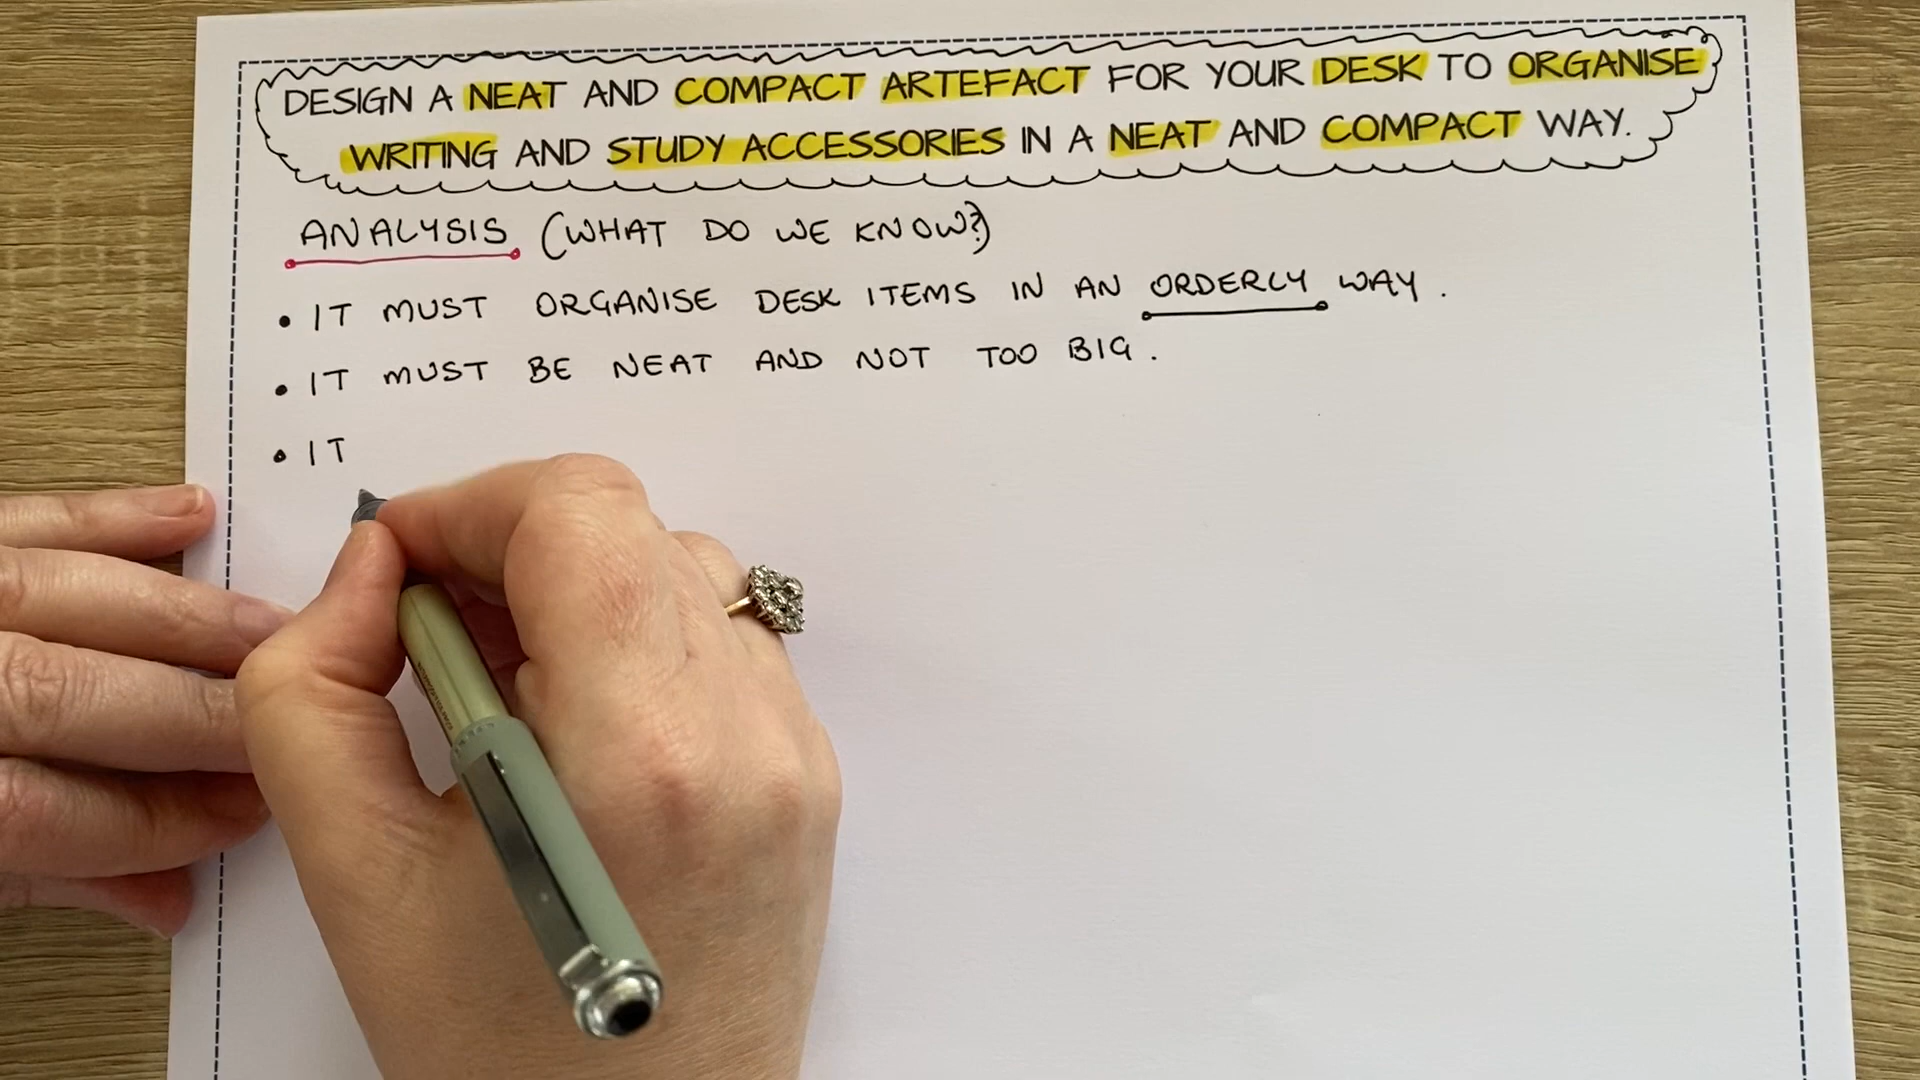 DESIGN A NEAT AND COMPACT ARTEFACT FOR YOUR DESK TO ORGANISE
WRITING AND STUDY ACCESSORIES IN A NEAT AND COMPACT WAY.
ANALYSIS (WHAT DO WE KNOW?)
• IT MUST ORGANISE DESK ITEMS IN AN ORDERLY WAY.
• IT MUST BE NEAT AND NOT TOO BIG.
• IT